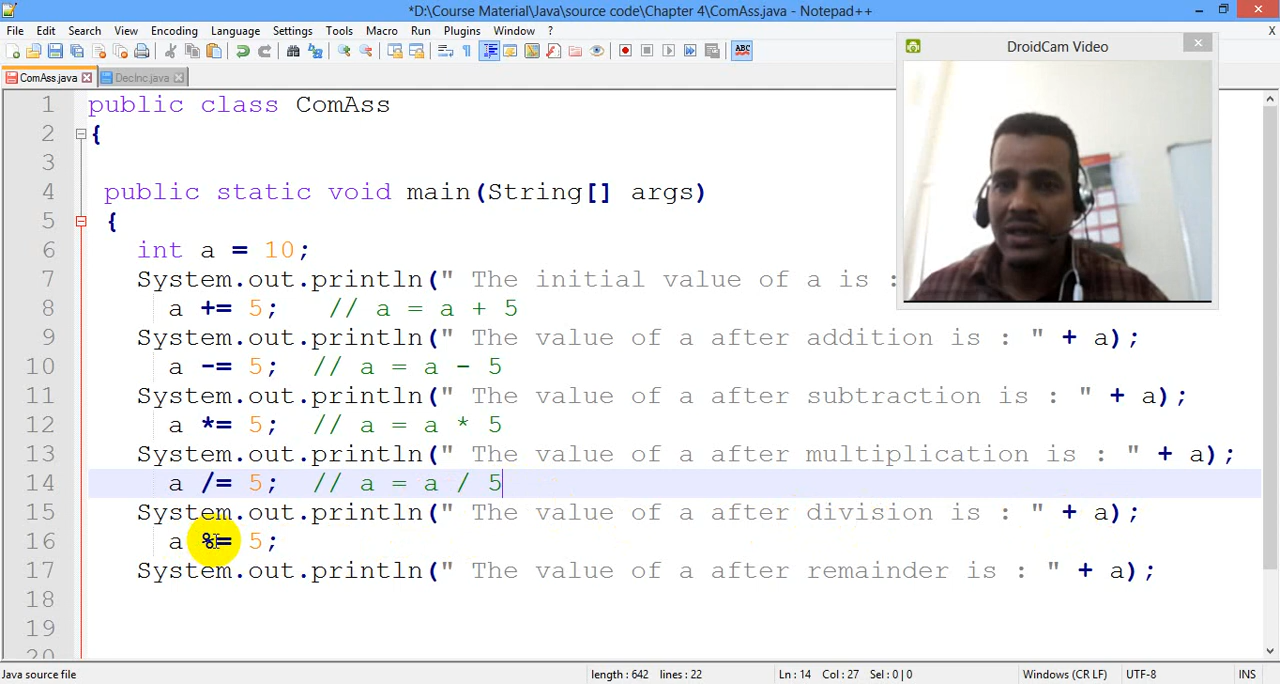 *D:\Course Material\Java\source code\Chapter 4\ComAss.java - Notepad++
File Edit Search View Encoding Language Settings Tools Macro Run Plugins Window ? X
ABC
DroidCam Video
ComAss.java DecInc.java
1 public class ComAss
2 {
3
4 public static void main(String[] args)
5 {
6 int a = 10;
7 System.out.println(" The initial value of a is :
8 a += 5; // a = a + 5
9 System.out.println(" The value of a after addition is : " + a);
10 a -= 5; // a = a - 5
11 System.out.println(" The value of a after subtraction is : " + a);
12 a *= 5; // a = a * 5
13 System.out.println(" The value of a after multiplication is : " + a);
14 a /= 5; // a = a / 5
15 System.out.println(" The value of a after division is : " + a);
16 a %= 5;
17 System.out.println(" The value of a after remainder is : " + a);
18
19
20
Java source file length : 642 lines : 22 Ln : 14 Col : 27 Sel : 0 | 0 Windows (CR LF) UTF-8 INS